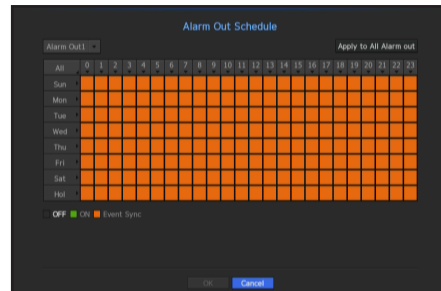 Alarm Out Schedule
Alarm Out1 Apply to All Alarm out
All 0 1 2 3 4 5 6 7 8 9 10 11 12 13 14 15 16 17 18 19 20 21 22 23
Sun
Mon
Tue
Wed
Thu
Fri
Sat
Hol
OFF ON Event Sync
OK Cancel